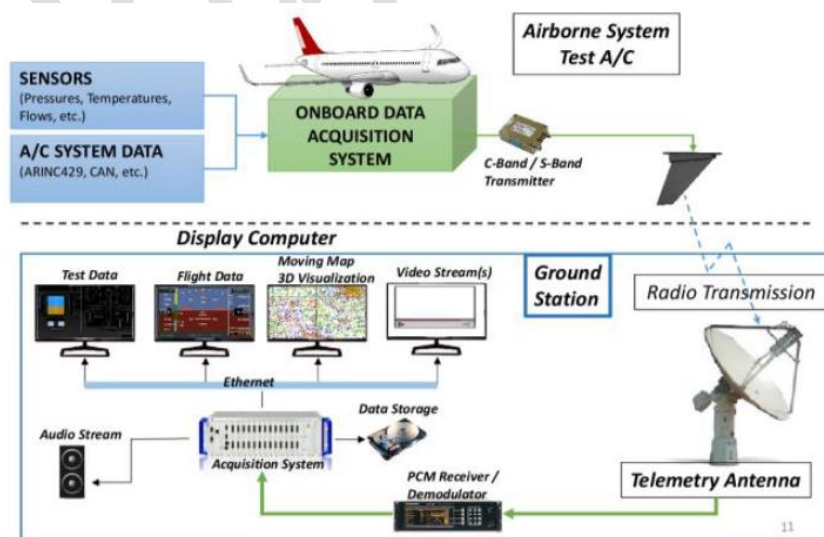 Airborne System
Test A/C
SENSORS
(Pressures, Temperatures,
Flows, etc.)
A/C SYSTEM DATA
(ARINC429, CAN, etc.)
ONBOARD DATA
ACQUISITION
SYSTEM
C-Band / S-Band
Transmitter
Display Computer
Test Data
Flight Data
Moving Map
3D Visualization
Video Stream(s)
Ground
Station
Radio Transmission
Ethernet
Audio Stream
Acquisition System
Data Storage
PCM Receiver /
Demodulator
Telemetry Antenna
11